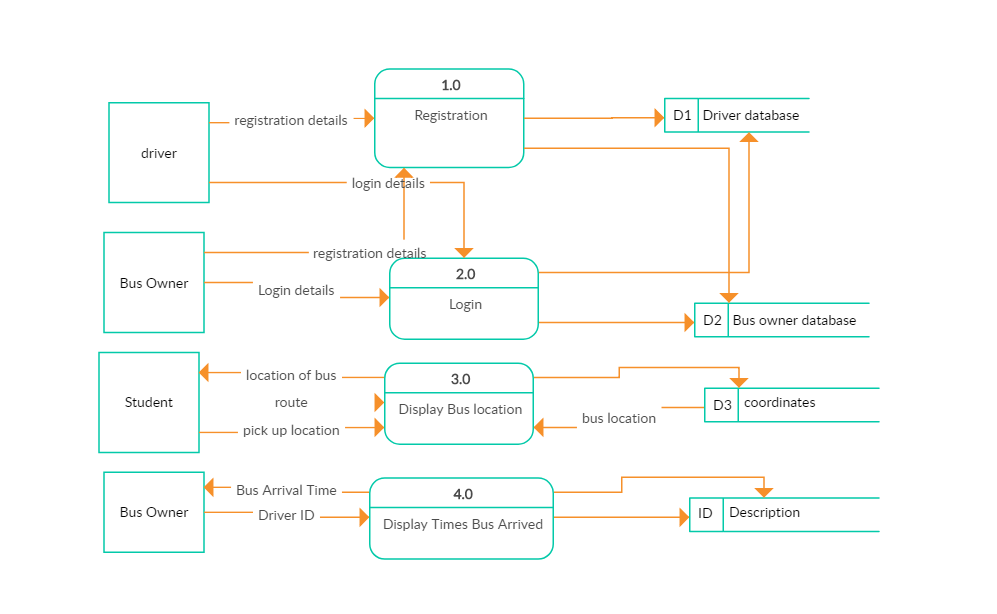 1.0
Registration
D1 Driver database
registration details
driver
login details
registration details
Bus Owner
Login details
2.0
Login
D2 Bus owner database
location of bus
Student
route
pick up location
3.0
Display Bus location
D3 coordinates
bus location
Bus Arrival Time
Bus Owner
Driver ID
4.0
Display Times Bus Arrived
ID Description